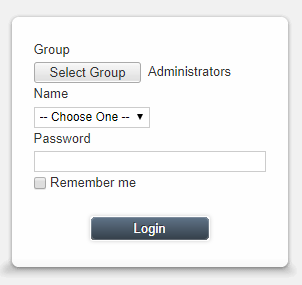 Group
Select Group Administrators
Name
-- Choose One --
Password
Remember me
Login